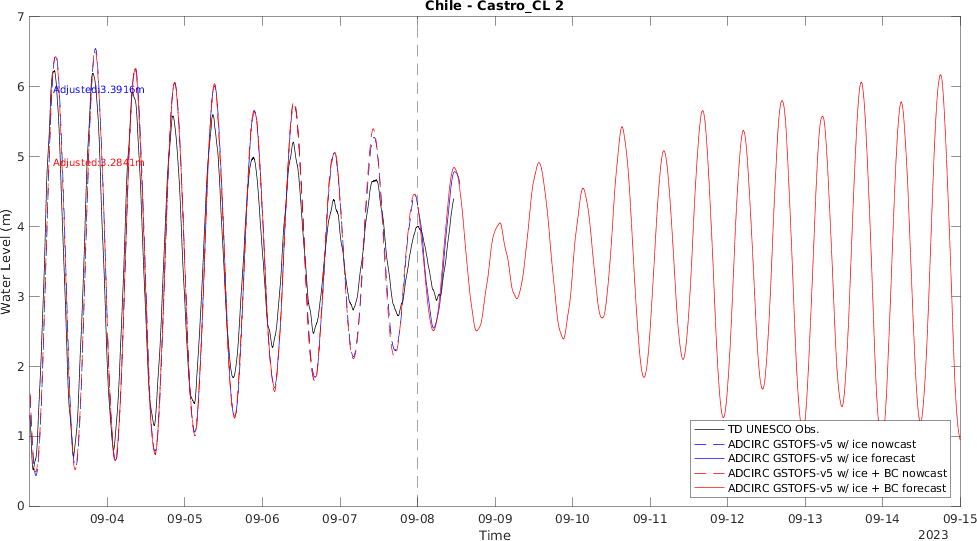 Chile - Castro_CL 2
Water Level (m)
7
6
5
4
3
2
1
0
Adjusted:3.3916m
Adjusted:3.2841m
TD UNESCO Obs.
ADCIRC GSTOFS-v5 w/ ice nowcast
ADCIRC GSTOFS-v5 w/ ice forecast
ADCIRC GSTOFS-v5 w/ ice + BC nowcast
ADCIRC GSTOFS-v5 w/ ice + BC forecast
09-04 09-05 09-06 09-07 09-08 09-09 09-10 09-11 09-12 09-13 09-14 09-15
Time
2023